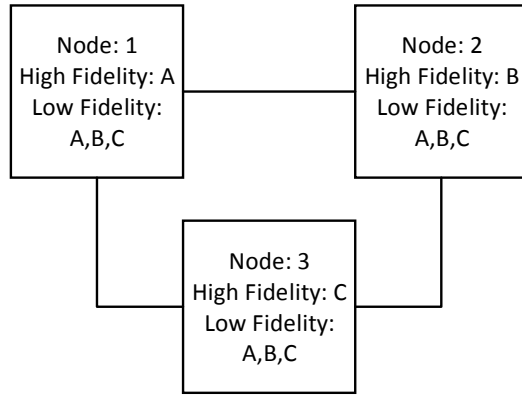 Node: 1
High Fidelity: A
Low Fidelity:
A,B,C
Node: 2
High Fidelity: B
Low Fidelity:
A,B,C
Node: 3
High Fidelity: C
Low Fidelity:
A,B,C